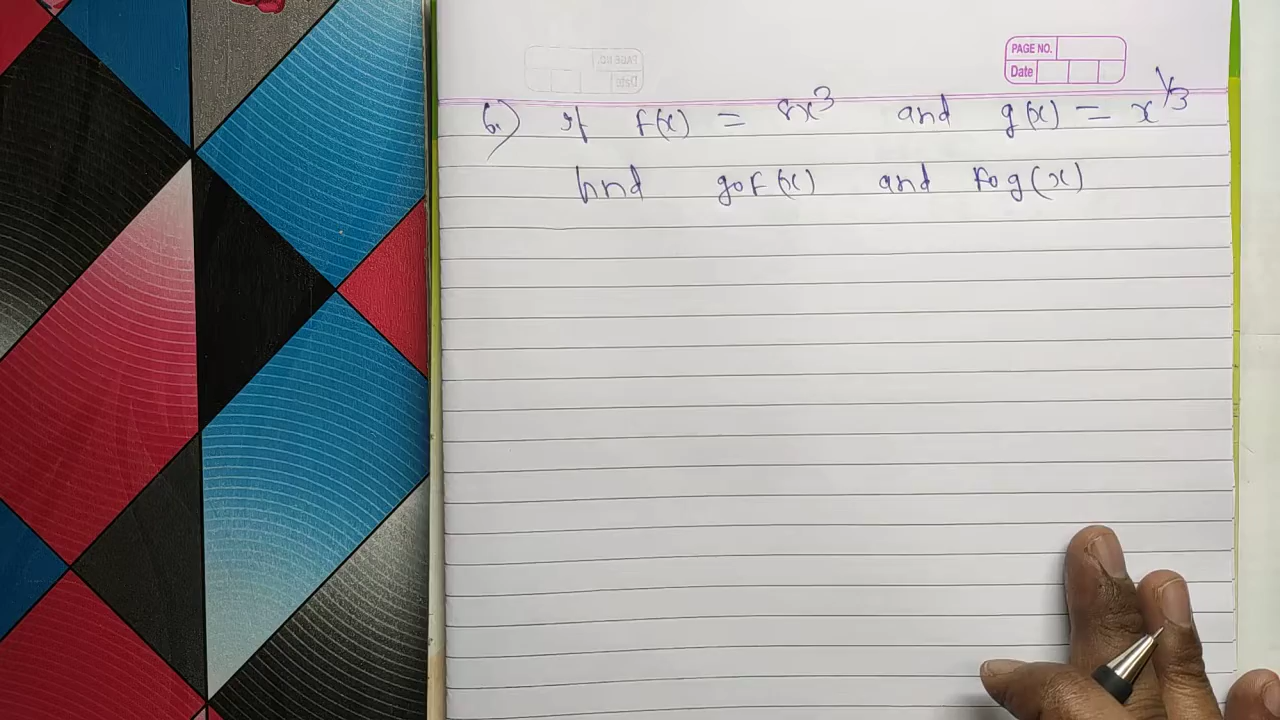 PAGE NO.
Date
6.) If f(x) = 8x³ and g(x) = x^1/3
find gof(x) and fog(x)